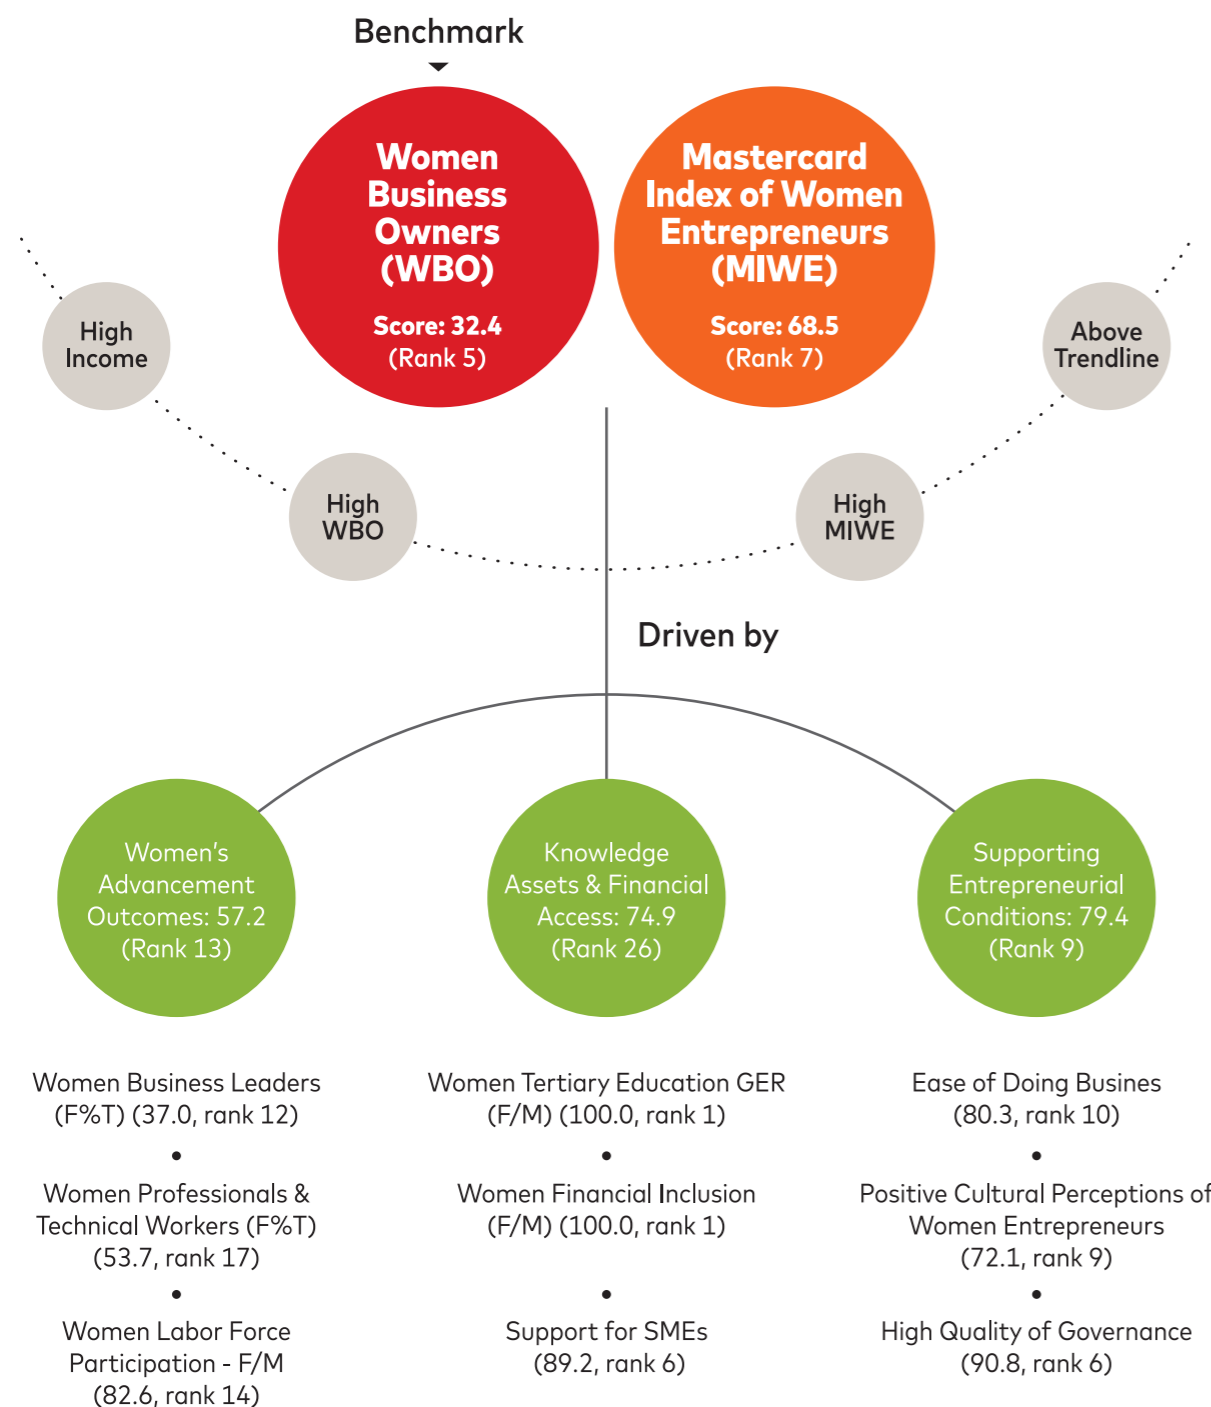 Benchmark
Women
Business
Owners
(WBO)
Score: 32.4
(Rank 5)
Mastercard
Index of Women
Entrepreneurs
(MIWE)
Score: 68.5
(Rank 7)
High
Income
High
WBO
High
MIWE
Above
Trendline
Driven by
Women's
Advancement
Outcomes: 57.2
(Rank 13)
Knowledge
Assets & Financial
Access: 74.9
(Rank 26)
Supporting
Entrepreneurial
Conditions: 79.4
(Rank 9)
Women Business Leaders
(F%T) (37.0, rank 12)
•
Women Professionals &
Technical Workers (F%T)
(53.7, rank 17)
•
Women Labor Force
Participation - F/M
(82.6, rank 14)
Women Tertiary Education GER
(F/M) (100.0, rank 1)
•
Women Financial Inclusion
(F/M) (100.0, rank 1)
•
Support for SMEs
(89.2, rank 6)
Ease of Doing Busines
(80.3, rank 10)
•
Positive Cultural Perceptions of
Women Entrepreneurs
(72.1, rank 9)
•
High Quality of Governance
(90.8, rank 6)